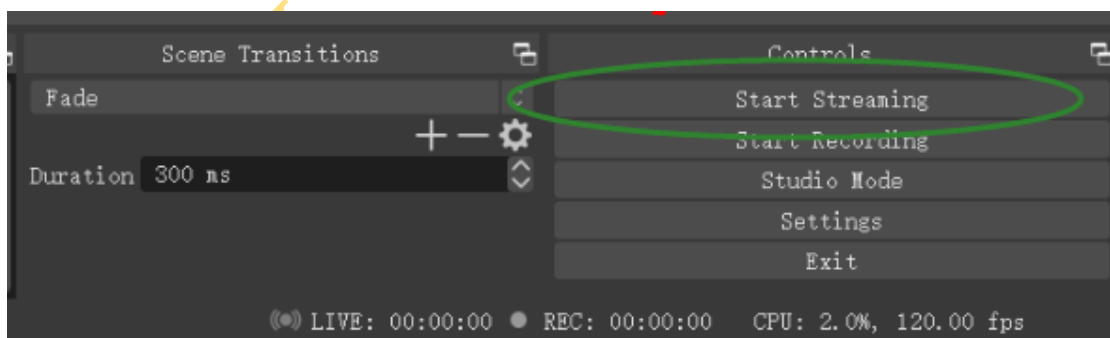 Scene Transitions
Fade
Duration 300 ms
Controls
Start Streaming
Start Recording
Studio Mode
Settings
Exit
LIVE: 00:00:00 REC: 00:00:00 CPU: 2.0%, 120.00 fps